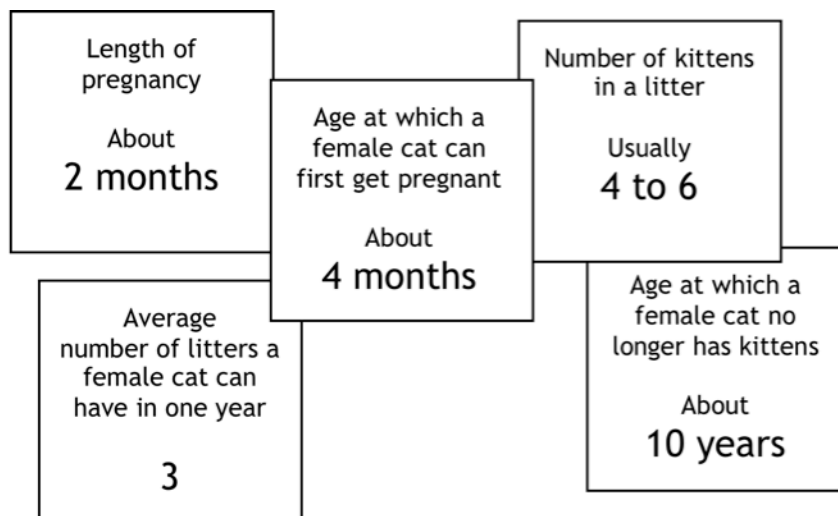 Length of
pregnancy
About
2 months
Age at which a
female cat can
first get pregnant
About
4 months
Number of kittens
in a litter
Usually
4 to 6
Average
number of litters a
female cat can
have in one year
3
Age at which a
female cat no
longer has kittens
About
10 years